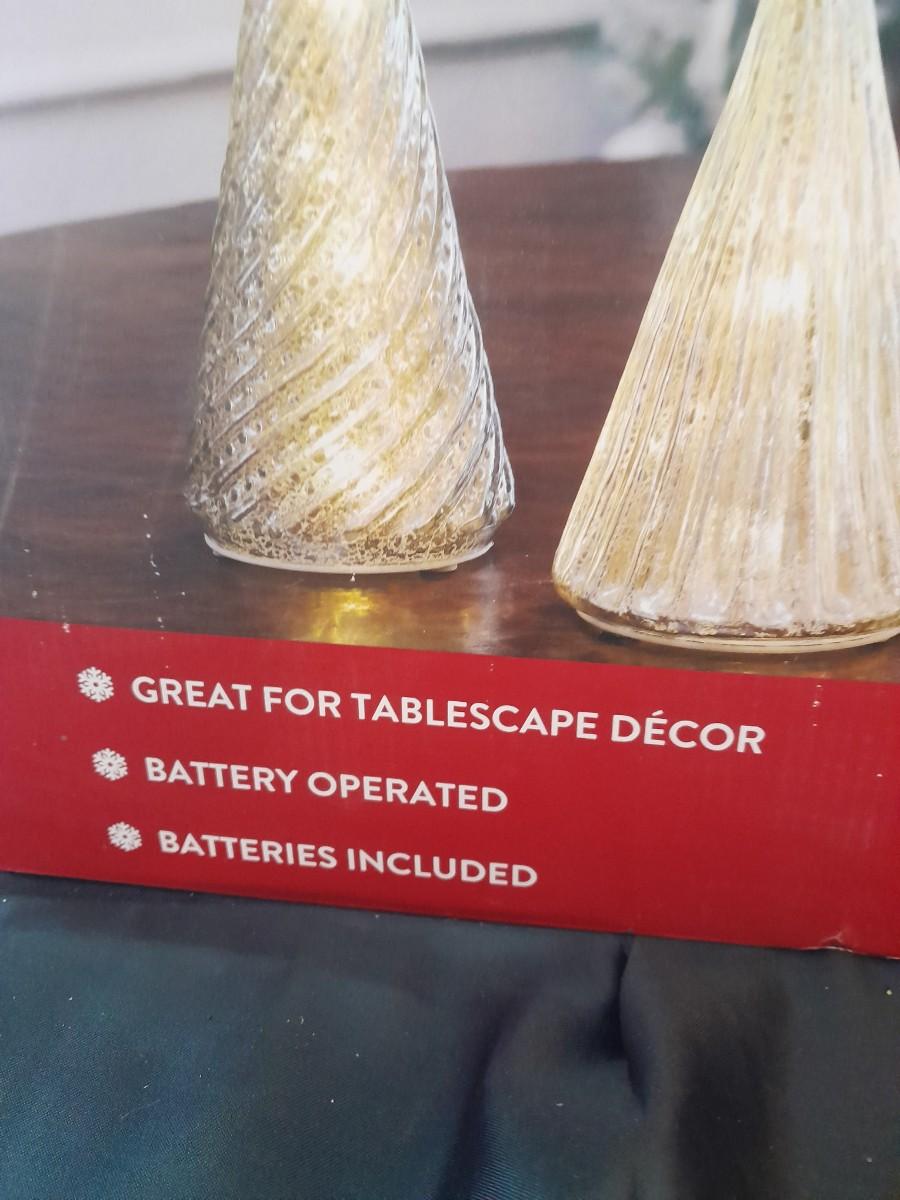 GREAT FOR TABLESCAPE DÉCOR
BATTERY OPERATED
BATTERIES INCLUDED